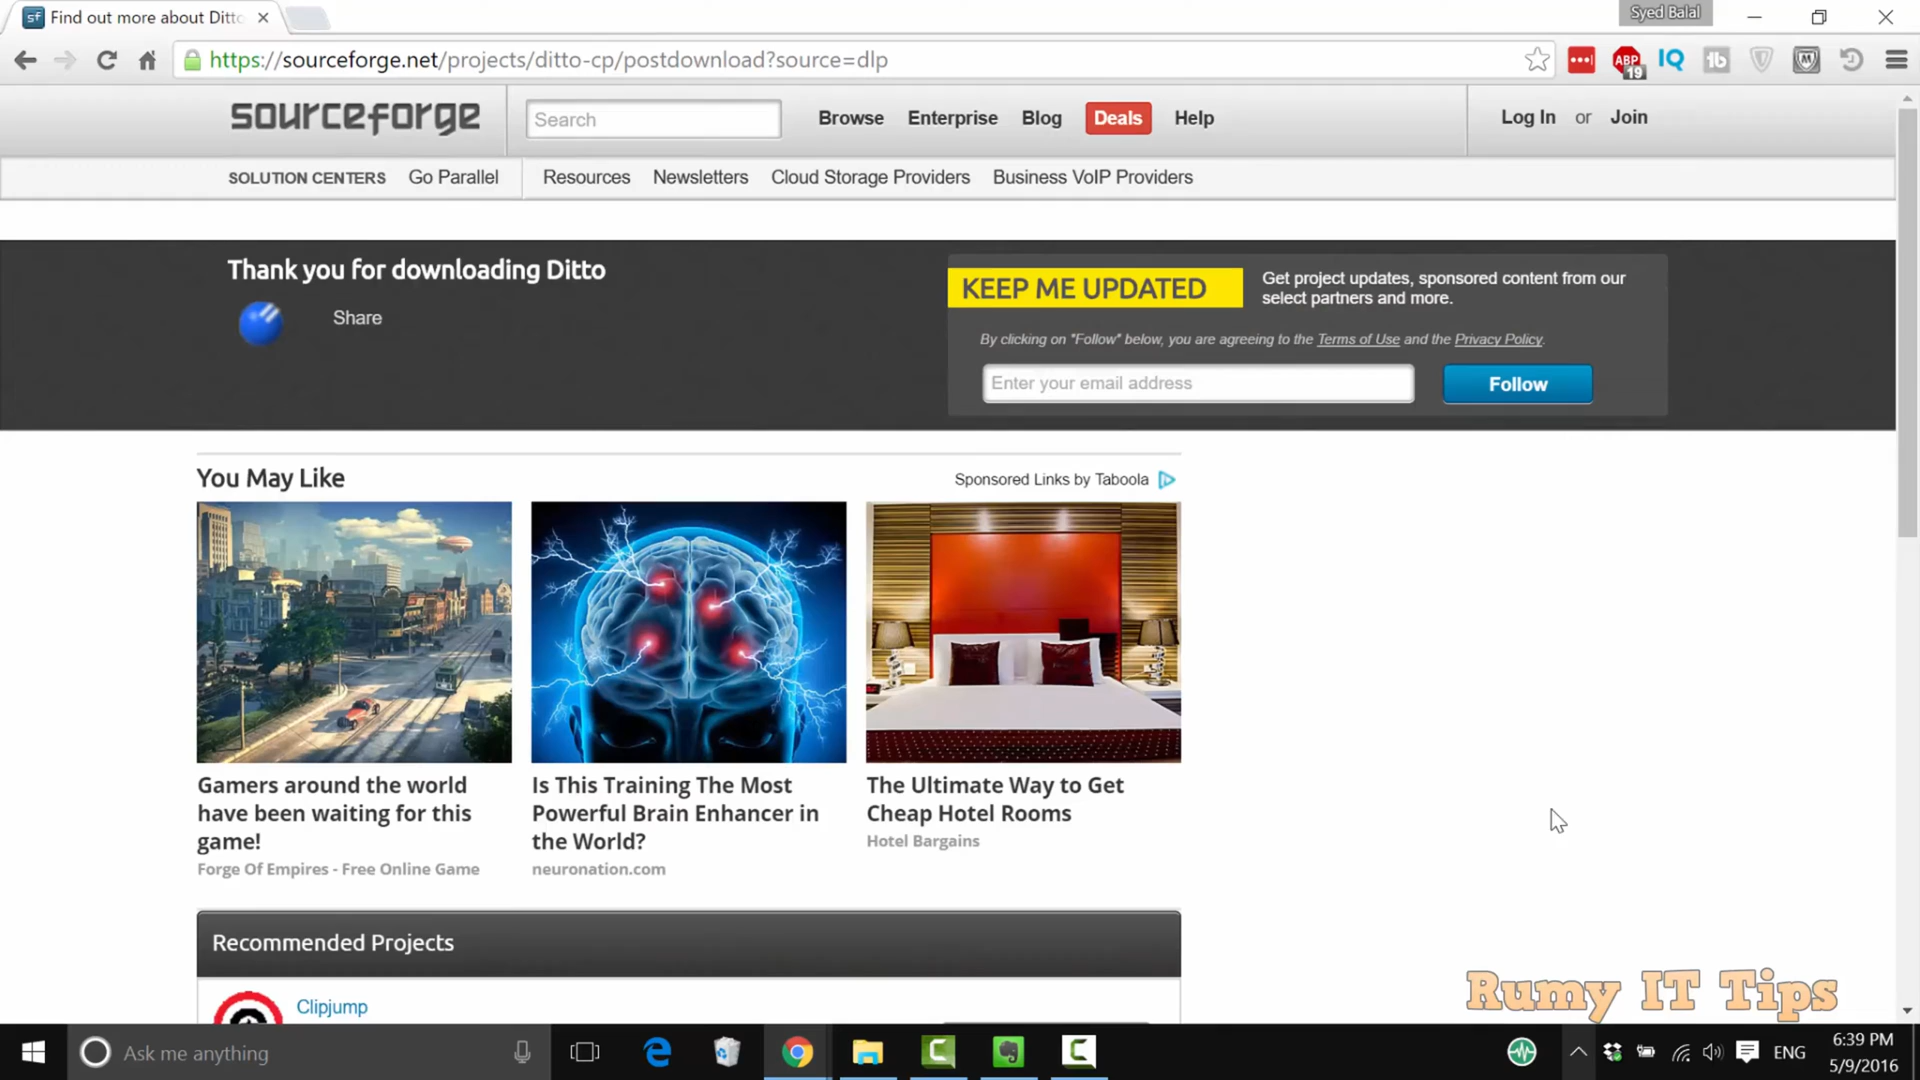 Find out more about Ditto
Syed Balal
https://sourceforge.net/projects/ditto-cp/postdownload?source=dlp
ABP
19
IQ
sourceforge
Search
Browse
Enterprise
Blog
Deals
Help
Log In or Join
SOLUTION CENTERS
Go Parallel
Resources
Newsletters
Cloud Storage Providers
Business VoIP Providers
Thank you for downloading Ditto
Share
KEEP ME UPDATED
Get project updates, sponsored content from our
select partners and more.
By clicking on "Follow" below, you are agreeing to the Terms of Use and the Privacy Policy.
Enter your email address
Follow
You May Like
Sponsored Links by Taboola
Gamers around the world
have been waiting for this
game!
Forge Of Empires - Free Online Game
Is This Training The Most
Powerful Brain Enhancer in
the World?
neuronation.com
The Ultimate Way to Get
Cheap Hotel Rooms
Hotel Bargains
Recommended Projects
Clipjump
Rumy IT Tips
Ask me anything
ENG
6:39 PM
5/9/2016